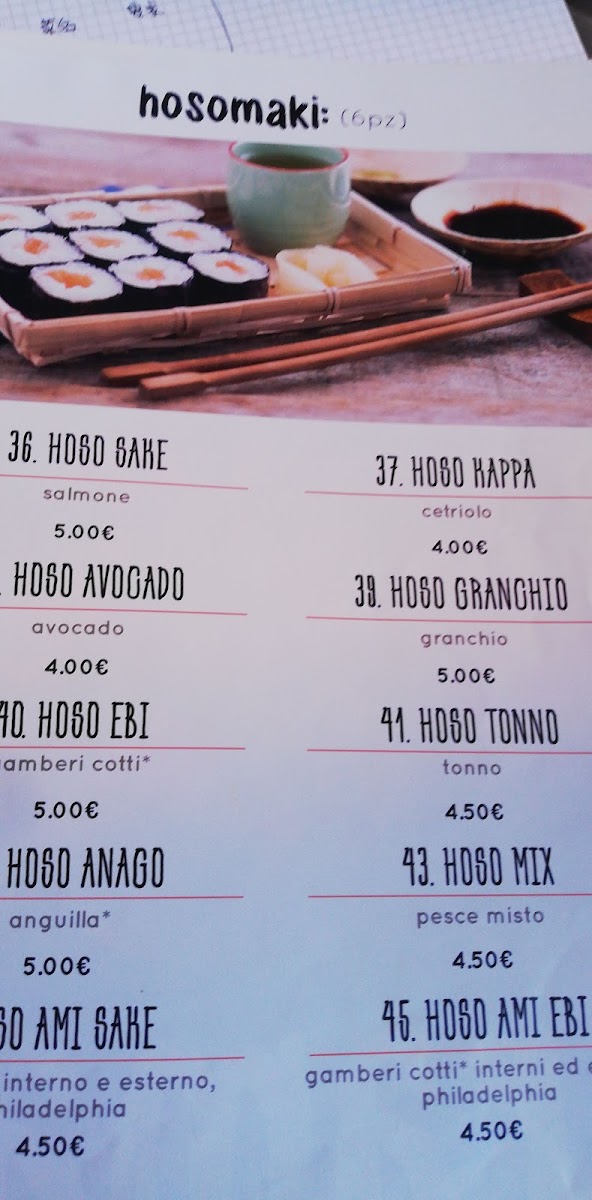 hosomaki: (6pz)
36. HOSO SAKE
salmone
5.00€
37. HOSO KAPPA
cetriolo
4.00€
HOSO AVOCADO
avocado
4.00€
39. HOSO GRANCHIO
granchio
5.00€
40. HOSO EBI
gamberi cotti*
5.00€
41. HOSO TONNO
tonno
4.50€
HOSO ANAGO
anguilla*
5.00€
43. HOSO MIX
pesce misto
4.50€
HOSO AMI SAKE
interno e esterno,
philadelphia
4.50€
45. HOSO AMI EBI
gamberi cotti* interni ed
philadelphia
4.50€